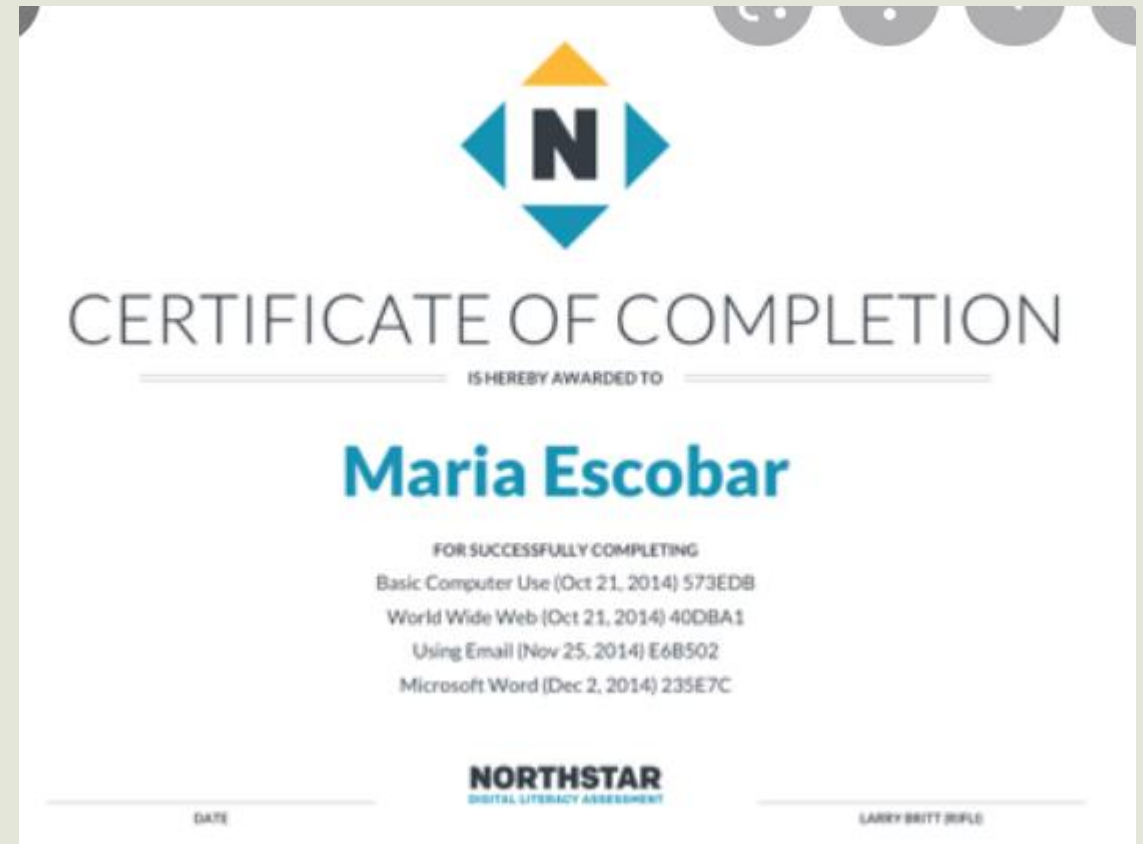 N
CERTIFICATE OF COMPLETION
IS HEREBY AWARDED TO
Maria Escobar
FOR SUCCESSFULLY COMPLETING
Basic Computer Use (Oct 21, 2014) 573EDB
World Wide Web (Oct 21, 2014) 40DBA1
Using Email (Nov 25, 2014) E6B502
Microsoft Word (Dec 2, 2014) 235E7C
NORTHSTAR
DIGITAL LITERACY ASSESSMENT
DATE
LARRY BRITT (RIFLI)